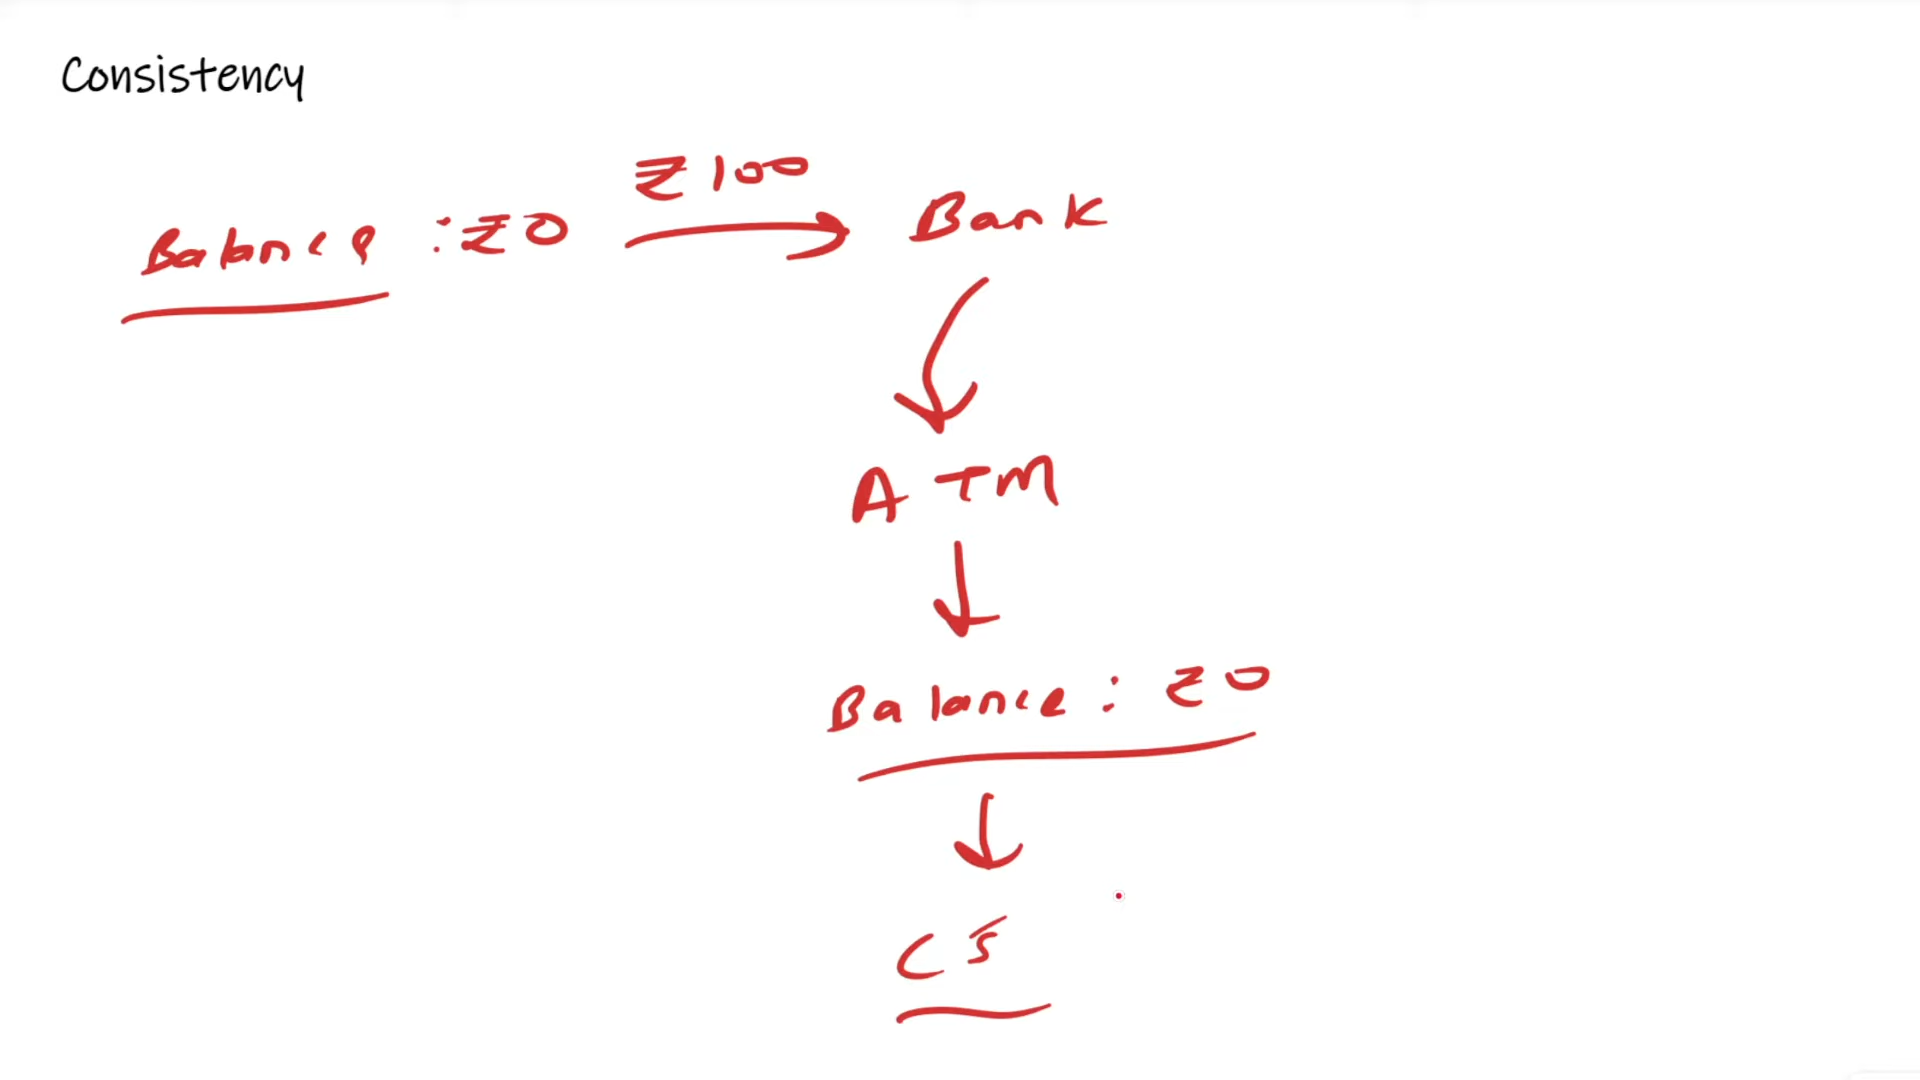 Consistency
₹100
Balance : ₹0
Bank
ATM
Balance : ₹0
CS